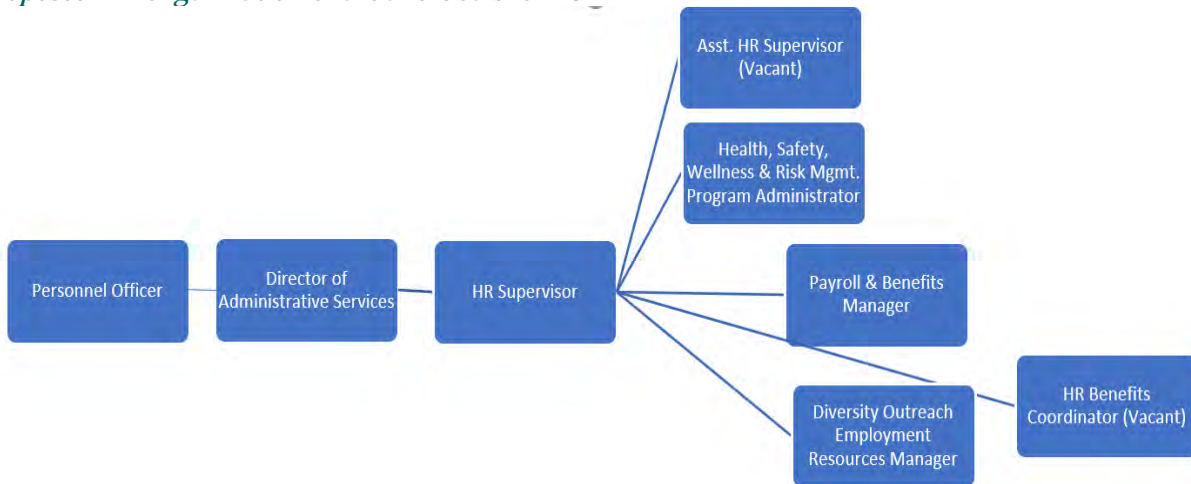 Asst. HR Supervisor
(Vacant)
Health, Safety,
Wellness & Risk Mgmt.
Program Administrator
Personnel Officer
Director of
Administrative Services
HR Supervisor
Payroll & Benefits
Manager
HR Benefits
Coordinator (Vacant)
Diversity Outreach
Employment
Resources Manager